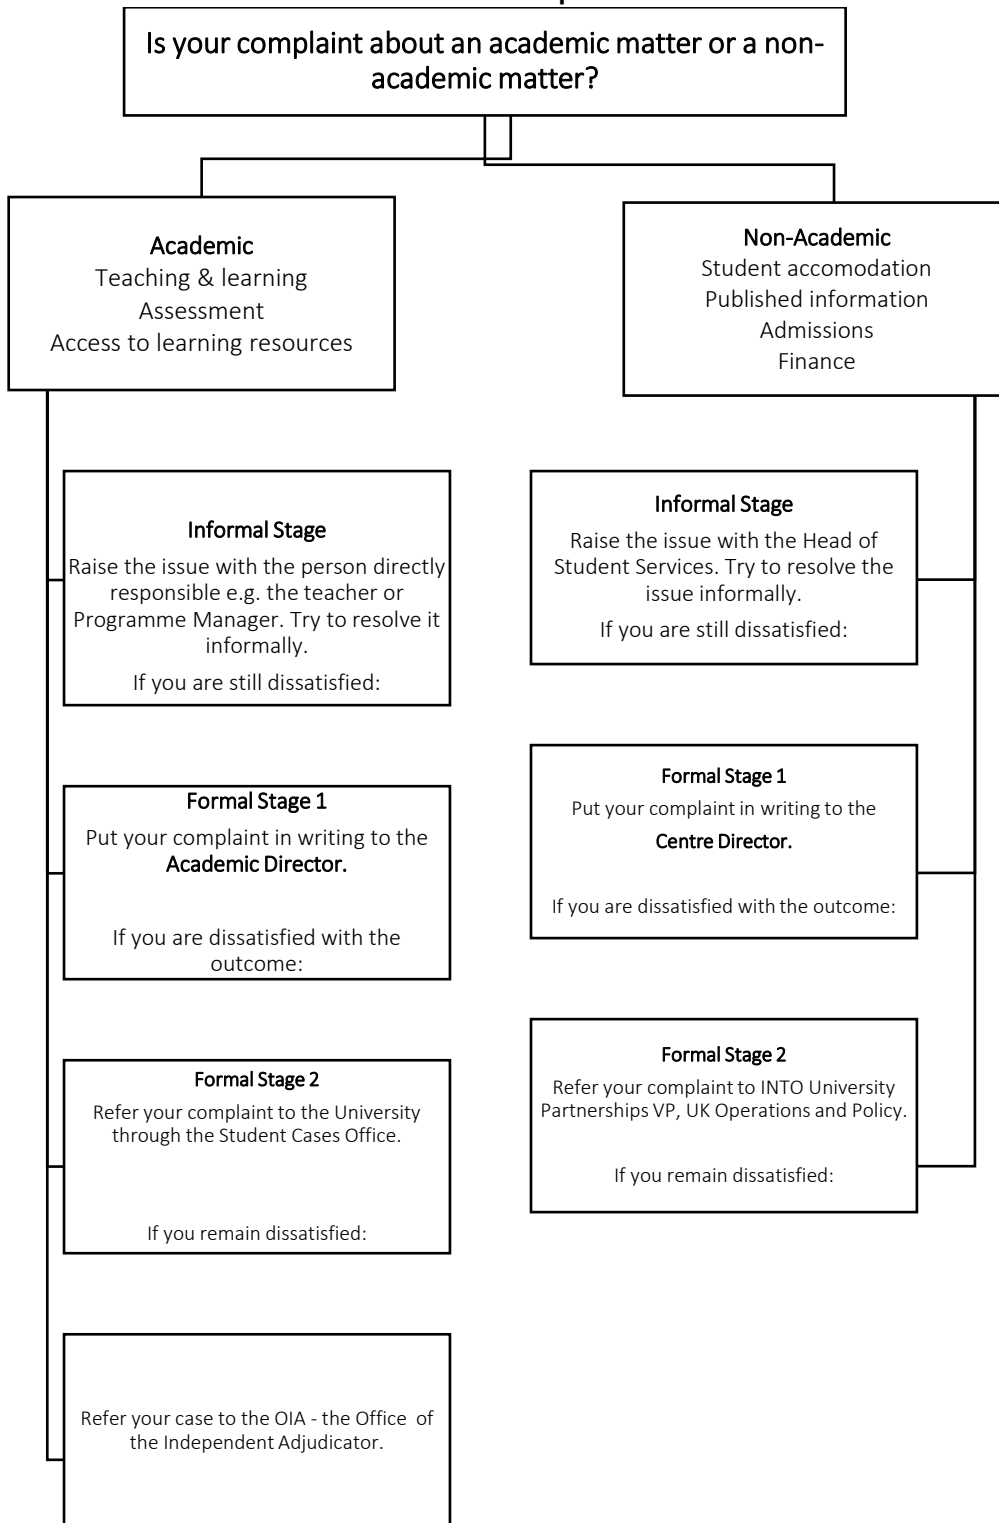 Is your complaint about an academic matter or a non-
academic matter?
Academic
Teaching & learning
Assessment
Access to learning resources
Non-Academic
Student accomodation
Published information
Admissions
Finance
Informal Stage
Raise the issue with the person directly
responsible e.g. the teacher or
Programme Manager. Try to resolve it
informally.
If you are still dissatisfied:
Informal Stage
Raise the issue with the Head of
Student Services. Try to resolve the
issue informally.
If you are still dissatisfied:
Formal Stage 1
Put your complaint in writing to the
Academic Director.
If you are dissatisfied with the
outcome:
Formal Stage 1
Put your complaint in writing to the
Centre Director.
If you are dissatisfied with the outcome:
Formal Stage 2
Refer your complaint to the University
through the Student Cases Office.
If you remain dissatisfied:
Formal Stage 2
Refer your complaint to INTO University
Partnerships VP, UK Operations and Policy.
If you remain dissatisfied:
Refer your case to the OIA - the Office of
the Independent Adjudicator.